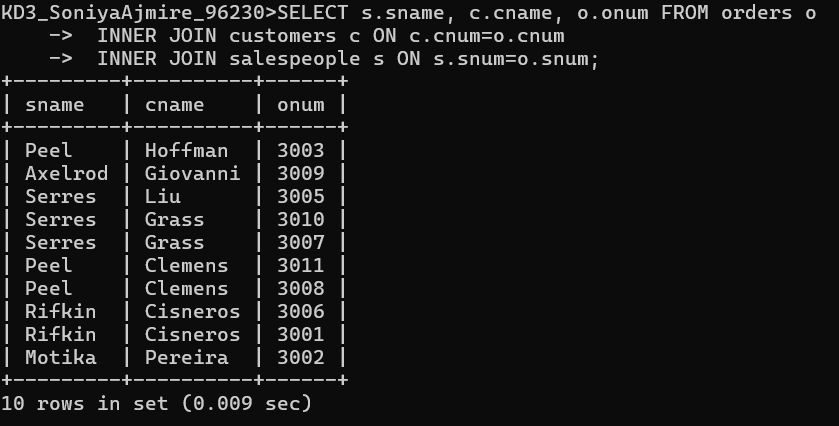 KD3_SoniyaAjmire_96230>SELECT s.sname, c.cname, o.onum FROM orders o
    ->  INNER JOIN customers c ON c.cnum=o.cnum
    ->  INNER JOIN salespeople s ON s.snum=o.snum;
+---------+----------+------+
| sname   | cname    | onum |
+---------+----------+------+
| Peel    | Hoffman  | 3003 |
| Axelrod | Giovanni | 3009 |
| Serres  | Liu      | 3005 |
| Serres  | Grass    | 3010 |
| Serres  | Grass    | 3007 |
| Peel    | Clemens  | 3011 |
| Peel    | Clemens  | 3008 |
| Rifkin  | Cisneros | 3006 |
| Rifkin  | Cisneros | 3001 |
| Motika  | Pereira  | 3002 |
+---------+----------+------+
10 rows in set (0.009 sec)